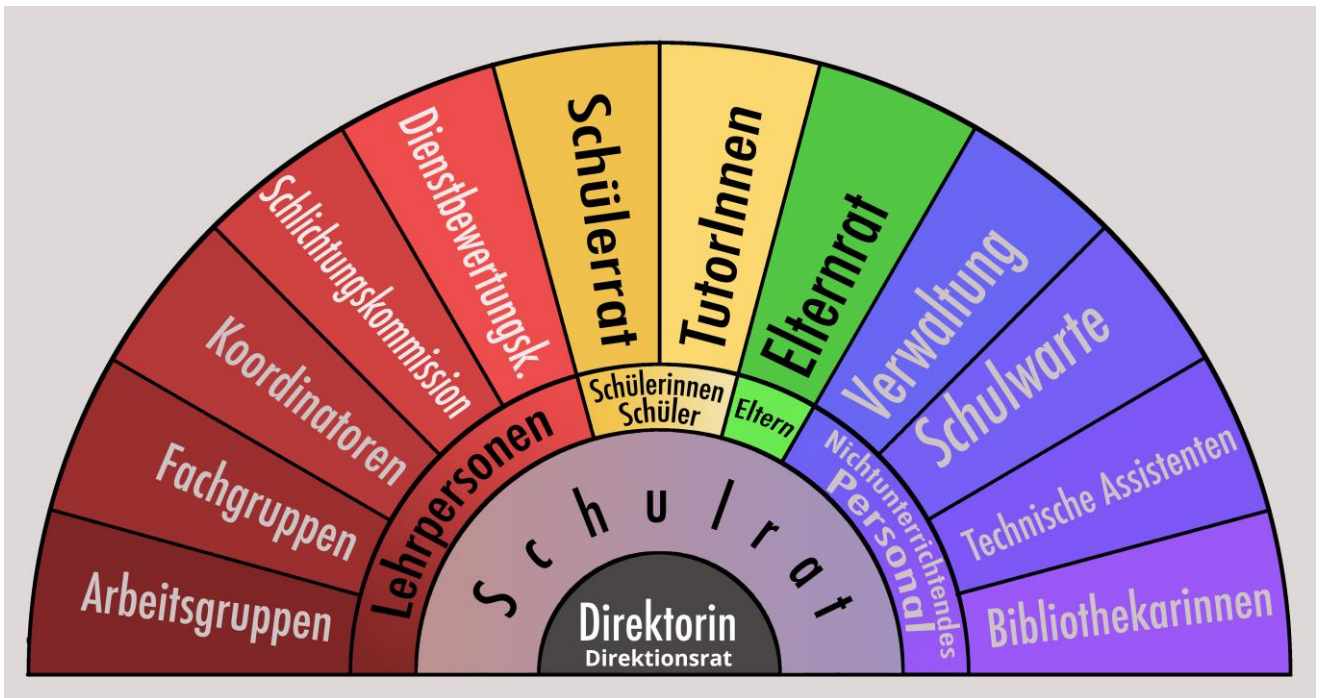 Arbeitsgruppen
Fachgruppen
Koordinatoren
Schlichtungskommission
Dienstbewertungsk.
Schülerrat
TutorInnen
Elternrat
Verwaltung
Schulwarte
Technische Assistenten
Bibliothekarinnen
Lehrpersonen
Schülerinnen
Schüler
Eltern
Nichtunterrichtendes
Personal
Schulrat
Direktorin
Direktionsrat